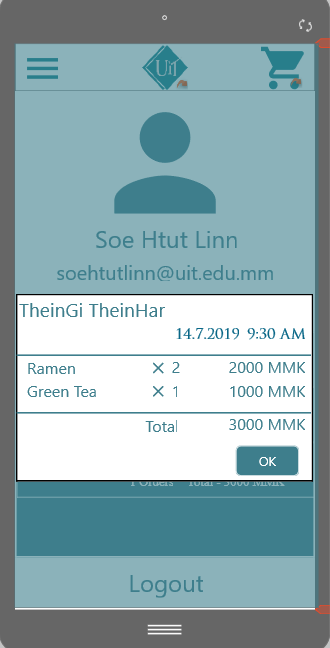 Uit
Soe Htut Linn
soehtutlinn@uit.edu.mm
TheinGi TheinHar
14.7.2019 9:30 AM
Ramen × 2 2000 MMK
Green Tea × 1 1000 MMK
Total 3000 MMK
OK
Orders Total - 3000 MMK
Logout